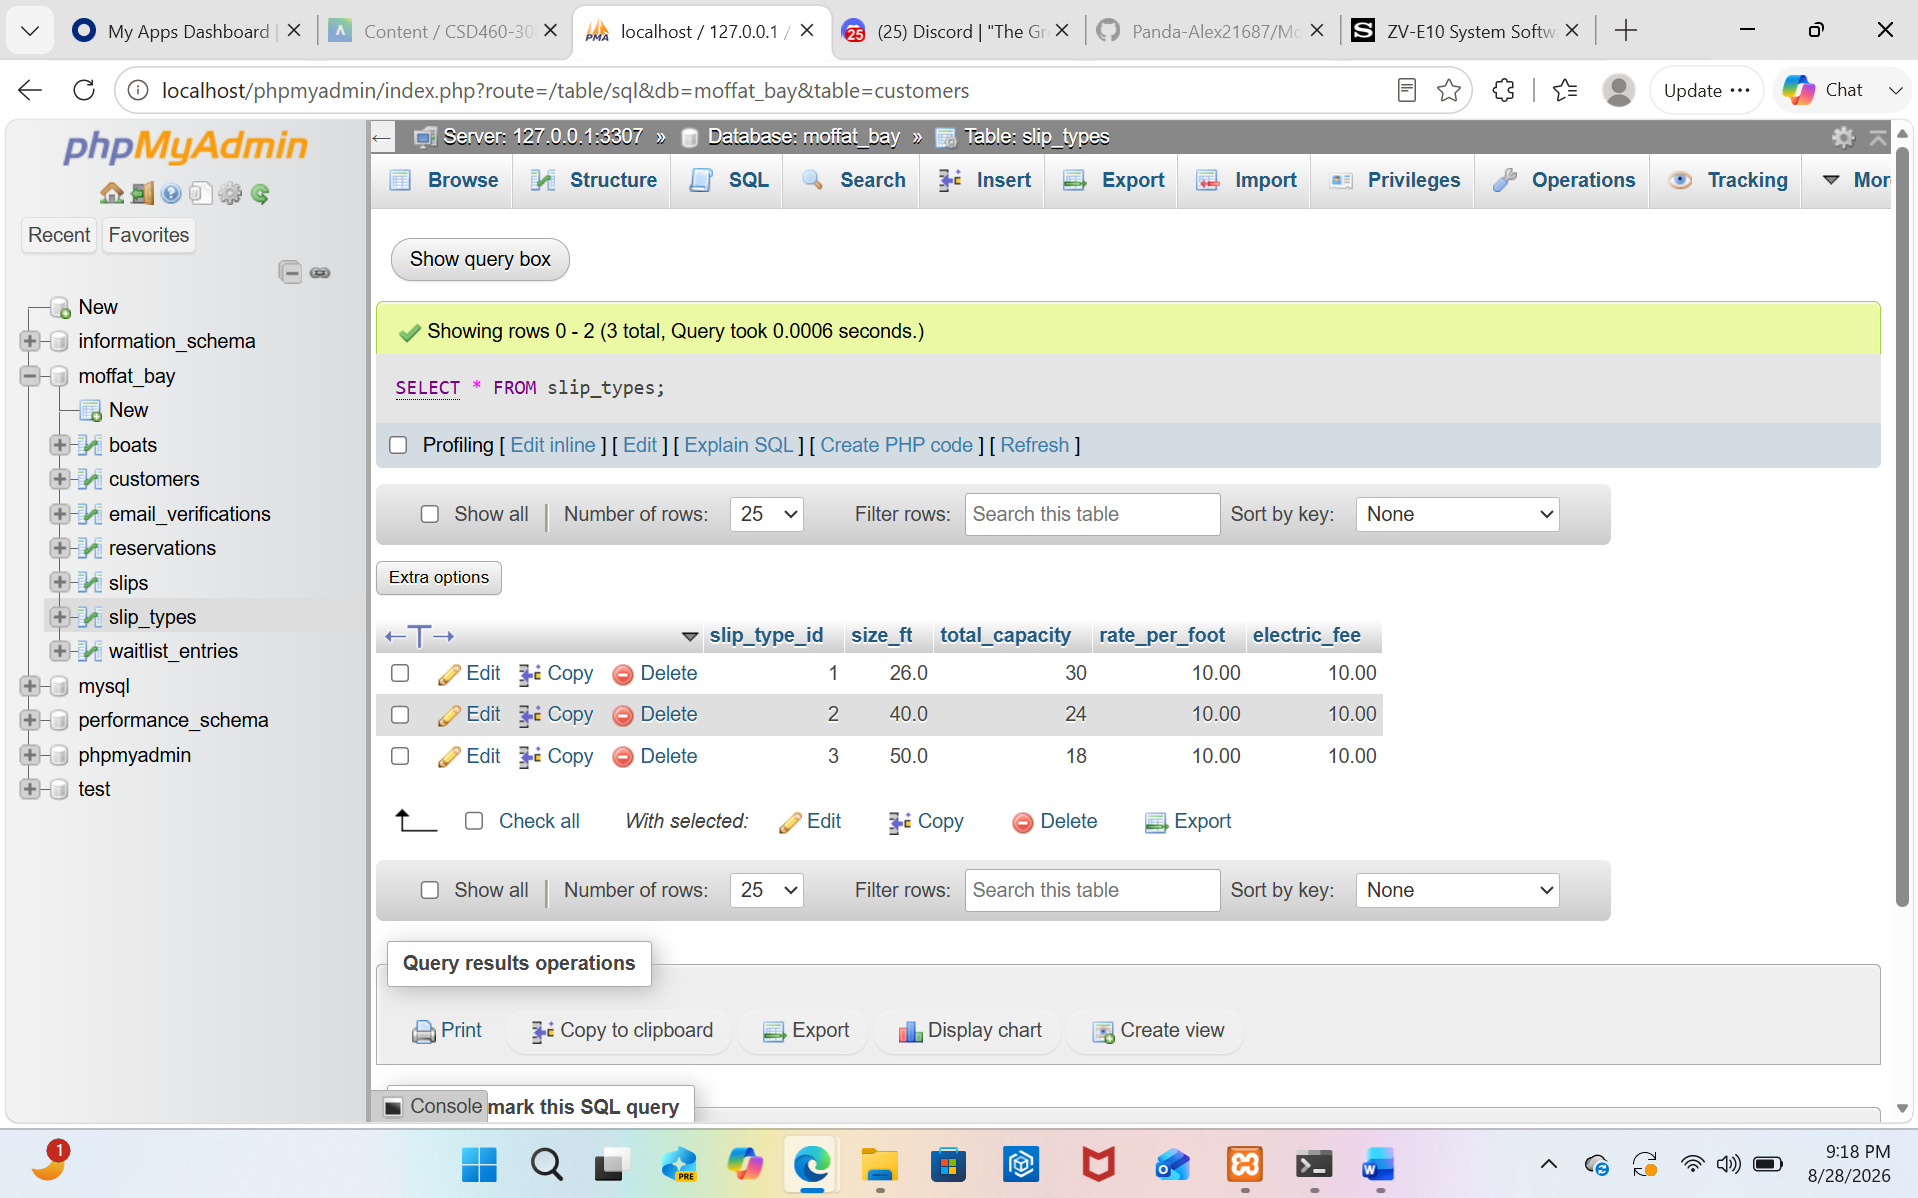 My Apps Dashboard
Content / CSD460-30
localhost / 127.0.0.1 /
(25) Discord | "The Gr
Panda-Alex21687/Mo
ZV-E10 System Softw
localhost/phpmyadmin/index.php?route=/table/sql&db=moffat_bay&table=customers
Update
Chat
phpMyAdmin
Recent
Favorites
New
information_schema
moffat_bay
New
boats
customers
email_verifications
reservations
slips
slip_types
waitlist_entries
mysql
performance_schema
phpmyadmin
test
Server: 127.0.0.1:3307 » Database: moffat_bay » Table: slip_types
Browse Structure SQL Search Insert Export Import Privileges Operations Tracking Mor
Show query box
Showing rows 0 - 2 (3 total, Query took 0.0006 seconds.)
SELECT * FROM slip_types;
Profiling [ Edit inline ] [ Edit ] [ Explain SQL ] [ Create PHP code ] [ Refresh ]
Show all | Number of rows: 25 Filter rows: Search this table Sort by key: None
Extra options
←T→ slip_type_id size_ft total_capacity rate_per_foot electric_fee
Edit Copy Delete 1 26.0 30 10.00 10.00
Edit Copy Delete 2 40.0 24 10.00 10.00
Edit Copy Delete 3 50.0 18 10.00 10.00
Check all With selected: Edit Copy Delete Export
Show all | Number of rows: 25 Filter rows: Search this table Sort by key: None
Query results operations
Print Copy to clipboard Export Display chart Create view
Console mark this SQL query
1
PRE
9:18 PM
8/28/2026